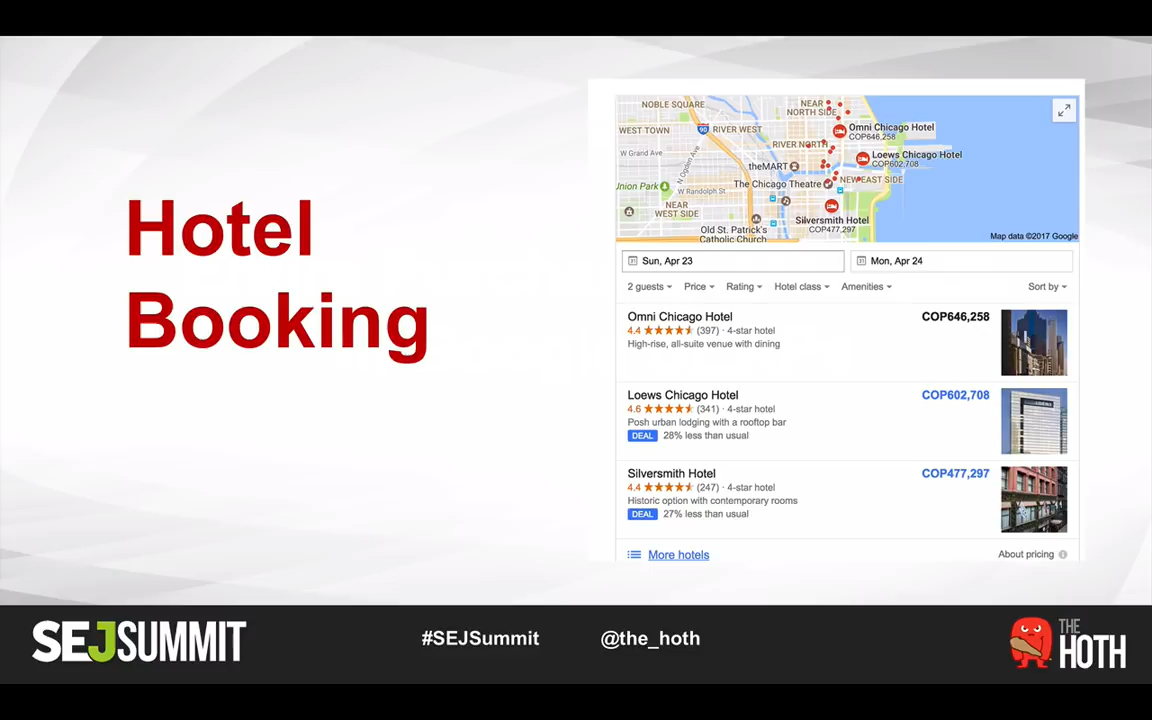 Hotel
Booking
NOBLE SQUARE
NEAR
NORTH SIDE
WEST TOWN
90
RIVER WEST
Omni Chicago Hotel
COP646,258
W Grand Ave
N Ogden Ave
RIVER NORTH
Loews Chicago Hotel
COP602,708
theMART
Union Park
W Randolph St
The Chicago Theatre
NEW EAST SIDE
NEAR
WEST SIDE
Silversmith Hotel
COP477,297
Old St. Patrick's
Catholic Church
Map data ©2017 Google
Sun, Apr 23
Mon, Apr 24
2 guests
Price
Rating
Hotel class
Amenities
Sort by
Omni Chicago Hotel
COP646,258
4.4 (397) · 4-star hotel
High-rise, all-suite venue with dining
Loews Chicago Hotel
COP602,708
4.6 (341) · 4-star hotel
Posh urban lodging with a rooftop bar
DEAL 28% less than usual
Silversmith Hotel
COP477,297
4.4 (247) · 4-star hotel
Historic option with contemporary rooms
DEAL 27% less than usual
More hotels
About pricing
SEJSUMMIT
#SEJSummit
@the_hoth
THE
HOTH